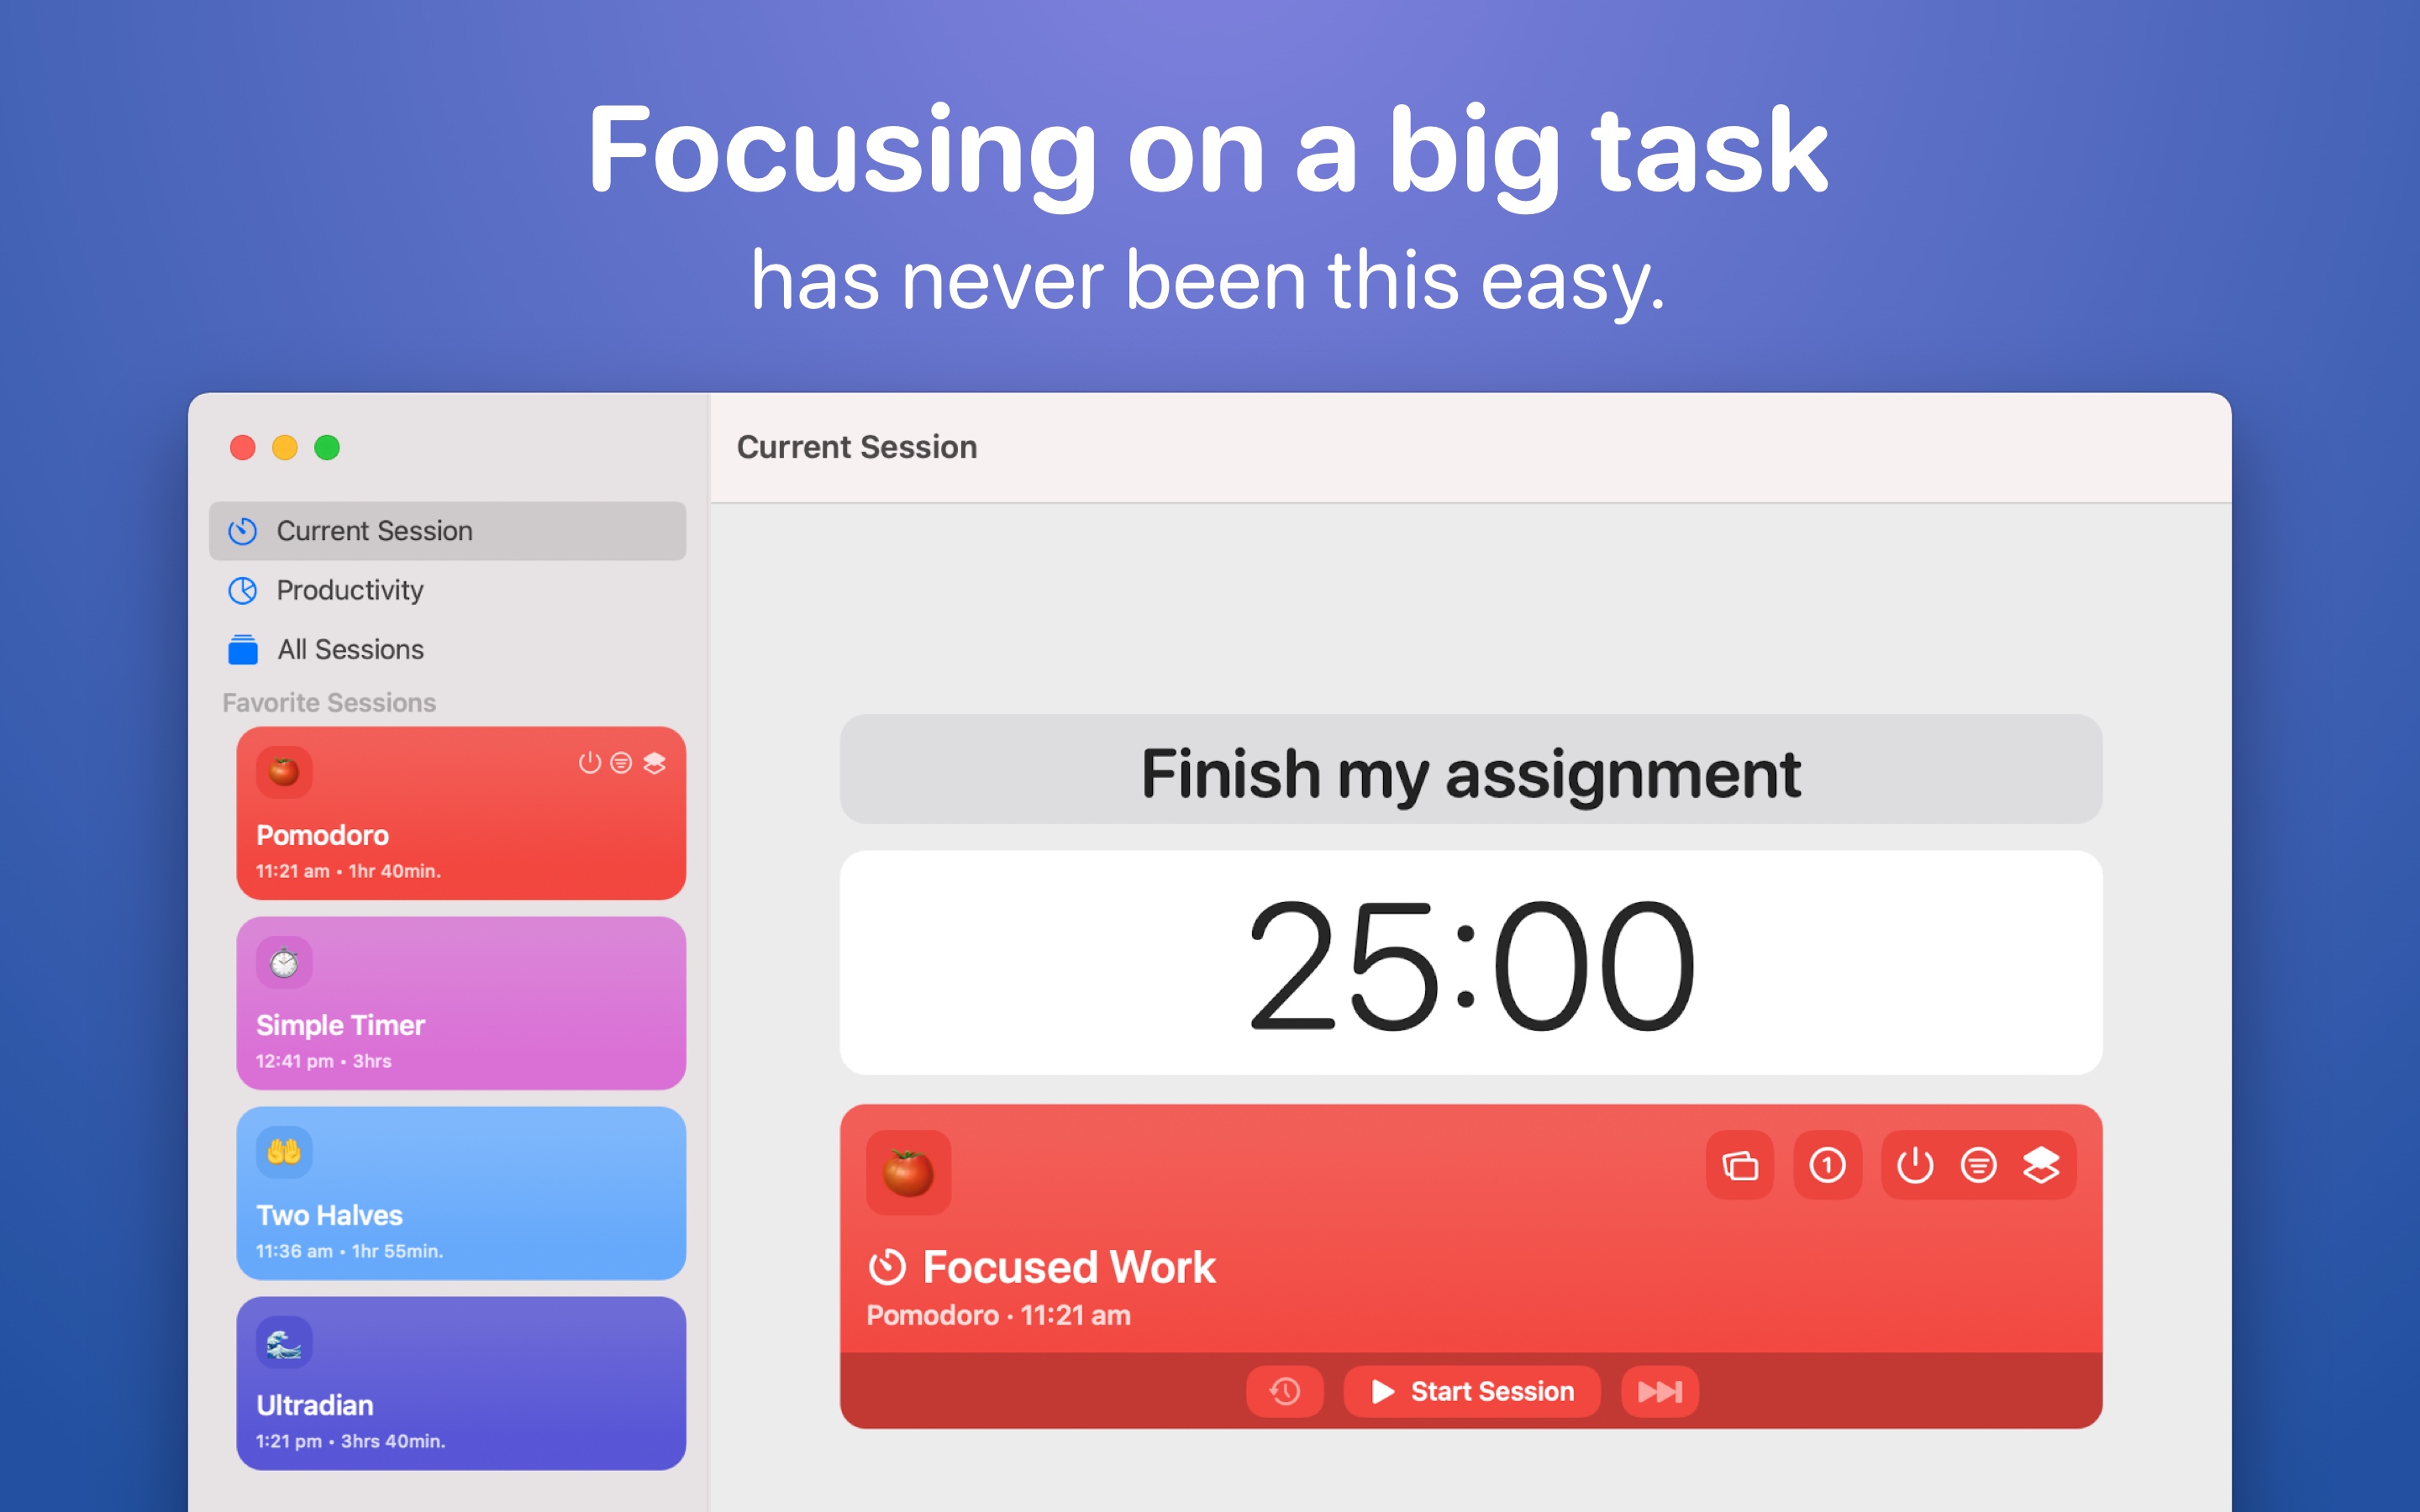 Focusing on a big task
has never been this easy.
Current Session
Current Session
Productivity
All Sessions
Favorite Sessions
Pomodoro
11:21 am • 1hr 40min.
Simple Timer
12:41 pm • 3hrs
Two Halves
11:36 am • 1hr 55min.
Ultradian
1:21 pm • 3hrs 40min.
Finish my assignment
25:00
1
Focused Work
Pomodoro · 11:21 am
Start Session